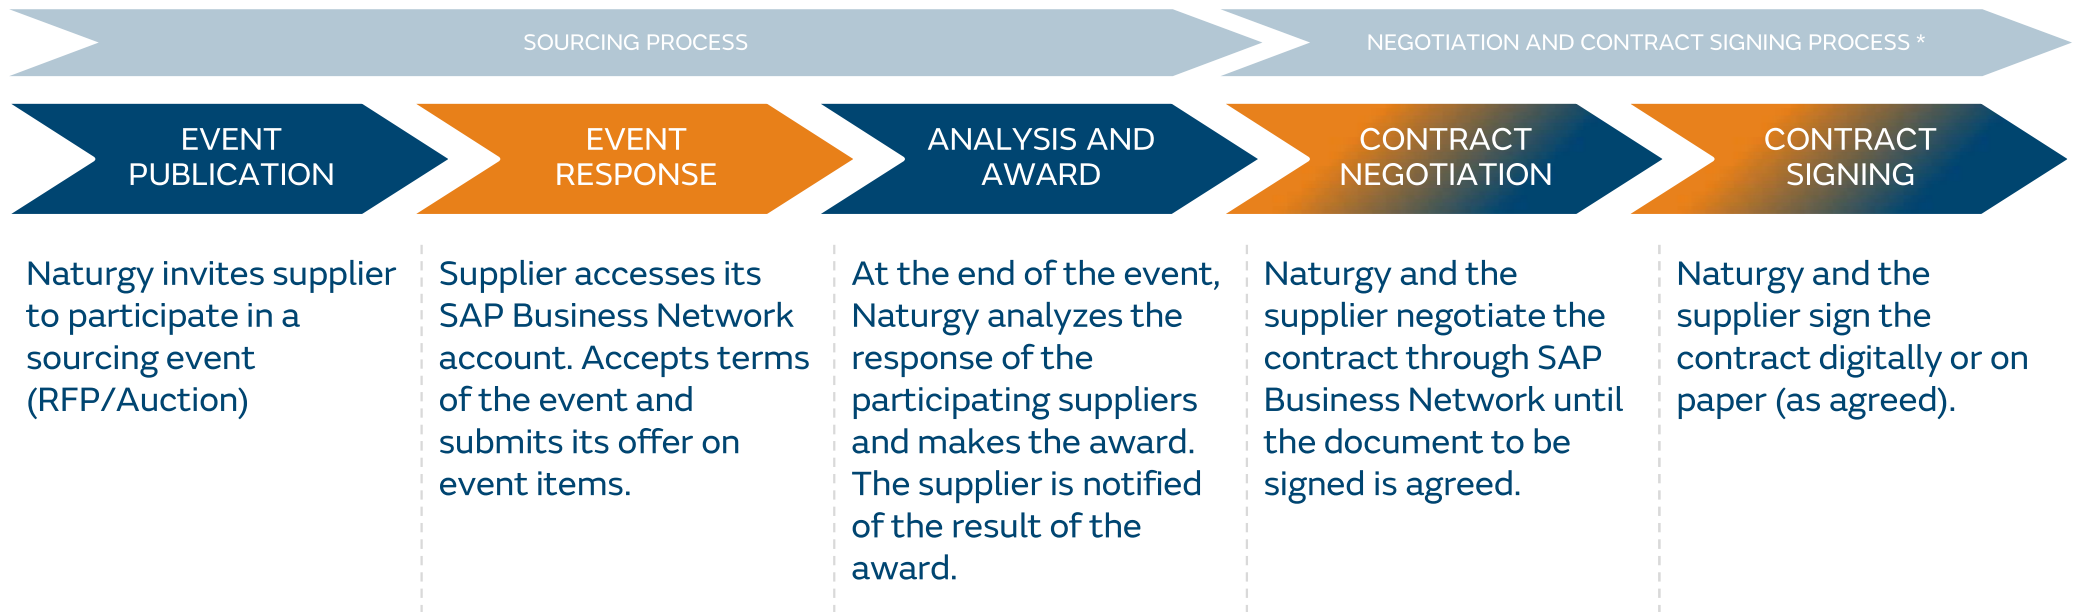 SOURCING PROCESS
NEGOTIATION AND CONTRACT SIGNING PROCESS *
EVENT
PUBLICATION
EVENT
RESPONSE
ANALYSIS AND
AWARD
CONTRACT
NEGOTIATION
CONTRACT
SIGNING
Naturgy invites supplier
to participate in a
sourcing event
(RFP/Auction)
Supplier accesses its
SAP Business Network
account. Accepts terms
of the event and
submits its offer on
event items.
At the end of the event,
Naturgy analyzes the
response of the
participating suppliers
and makes the award.
The supplier is notified
of the result of the
award.
Naturgy and the
supplier negotiate the
contract through SAP
Business Network until
the document to be
signed is agreed.
Naturgy and the
supplier sign the
contract digitally or on
paper (as agreed).